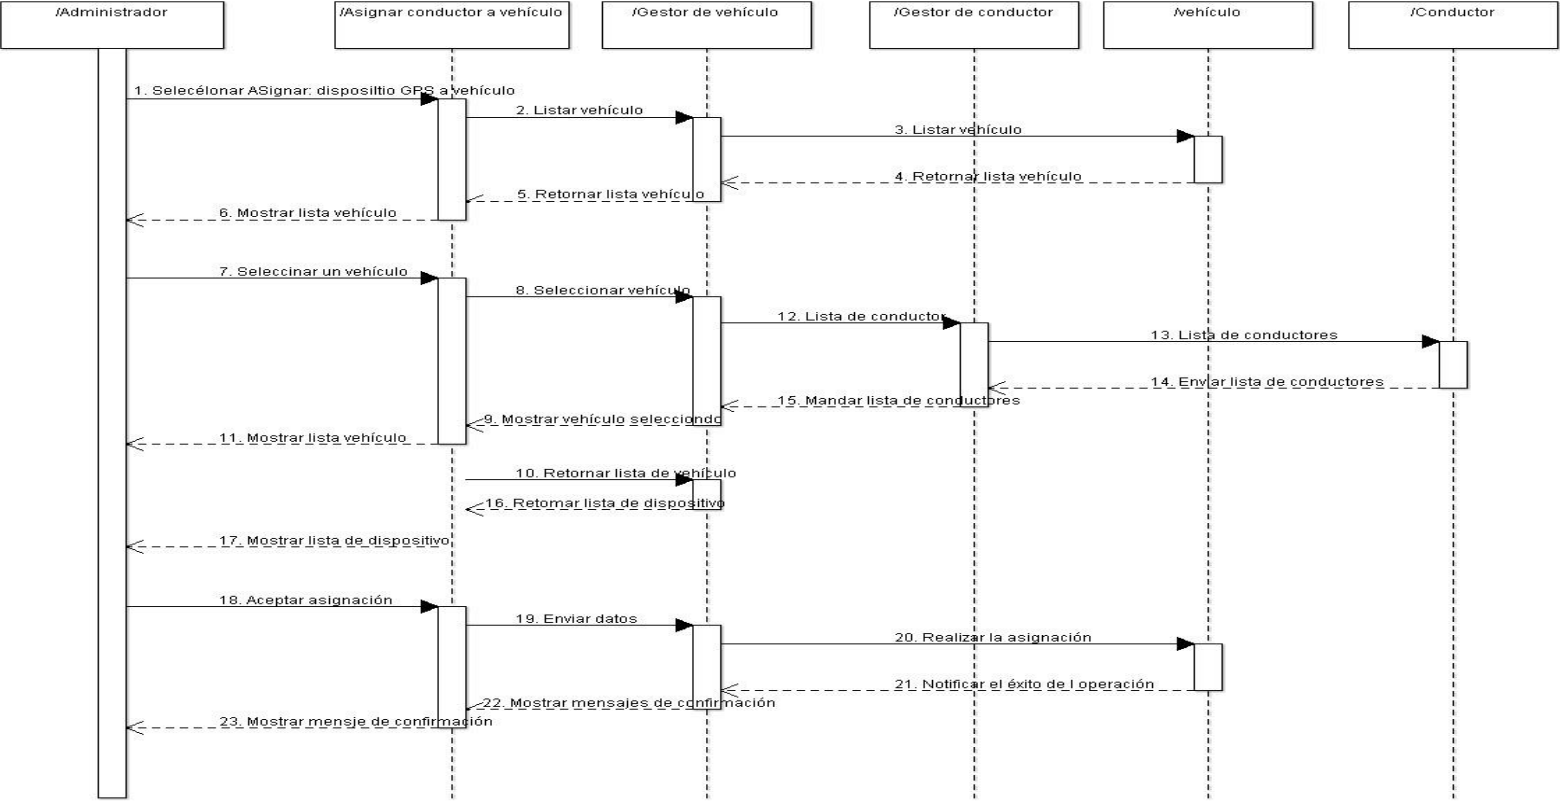 /Administrador
/Asignar conductor a vehículo
/Gestor de vehículo
/Gestor de conductor
/vehículo
/Conductor
1. Selecélonar ASignar: disposiltio GPS a vehículo
2. Listar vehículo
3. Listar vehículo
4. Retornar lista vehículo
5. Retornar lista vehículo
6. Mostrar lista vehículo
7. Seleccinar un vehículo
8. Seleccionar vehículo
12. Lista de conductor
13. Lista de conductores
14. Enviar lista de conductores
15. Mandar lista de conductores
9. Mostrar vehículo selecciondo
11. Mostrar lista vehículo
10. Retornar lista de vehículo
16. Retomar lista de dispositivo
17. Mostrar lista de dispositivo
18. Aceptar asignación
19. Enviar datos
20. Realizar la asignación
21. Notificar el éxito de l operación
22. Mostrar mensajes de confirmación
23. Mostrar mensje de confirmación